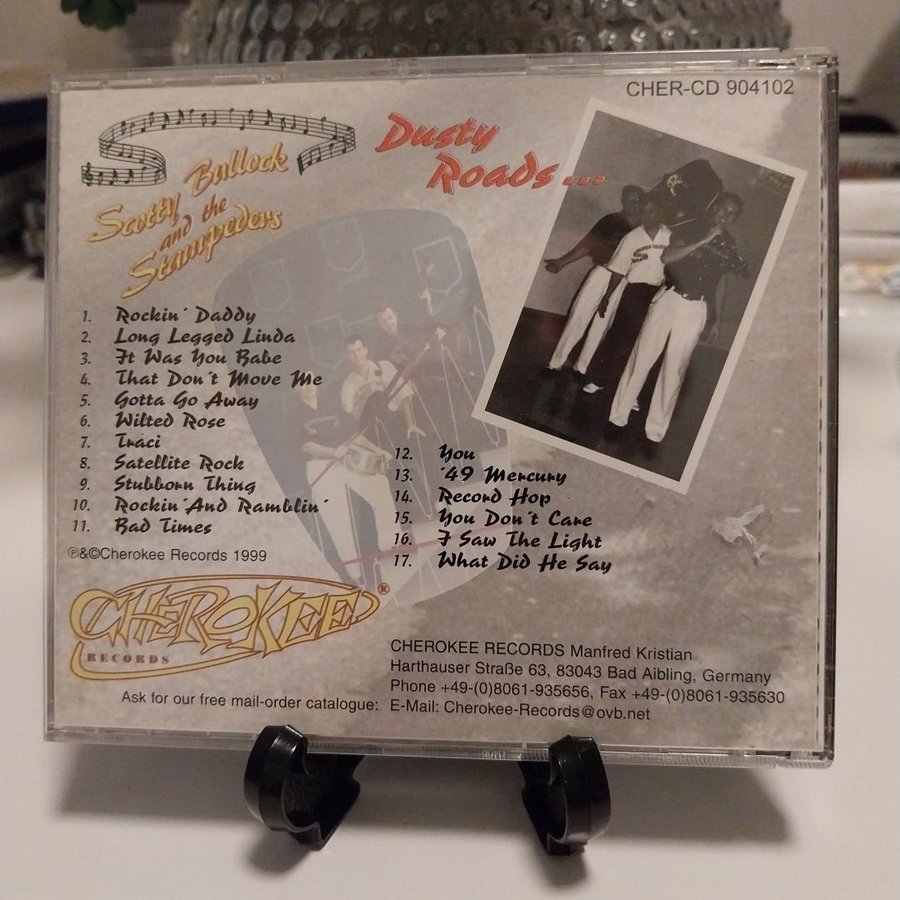 CHER-CD 904102
Dusty
Roads...
Scotty Bullock
and the
Stampeders
1. Rockin´ Daddy
2. Long Legged Linda
3. It Was You Babe
4. That Don´t Move Me
5. Gotta Go Away
6. Wilted Rose
7. Traci
8. Satellite Rock
9. Stubborn Thing
10. Rockin´And Ramblin´
11. Bad Times
12. You
13. ´49 Mercury
14. Record Hop
15. You Don´t Care
16. I Saw The Light
17. What Did He Say
℗&©Cherokee Records 1999
CHEROKEE®
RECORDS
CHEROKEE RECORDS Manfred Kristian
Harthauser Straße 63, 83043 Bad Aibling, Germany
Phone +49-(0)8061-935656, Fax +49-(0)8061-935630
Ask for our free mail-order catalogue: E-Mail: Cherokee-Records@ovb.net